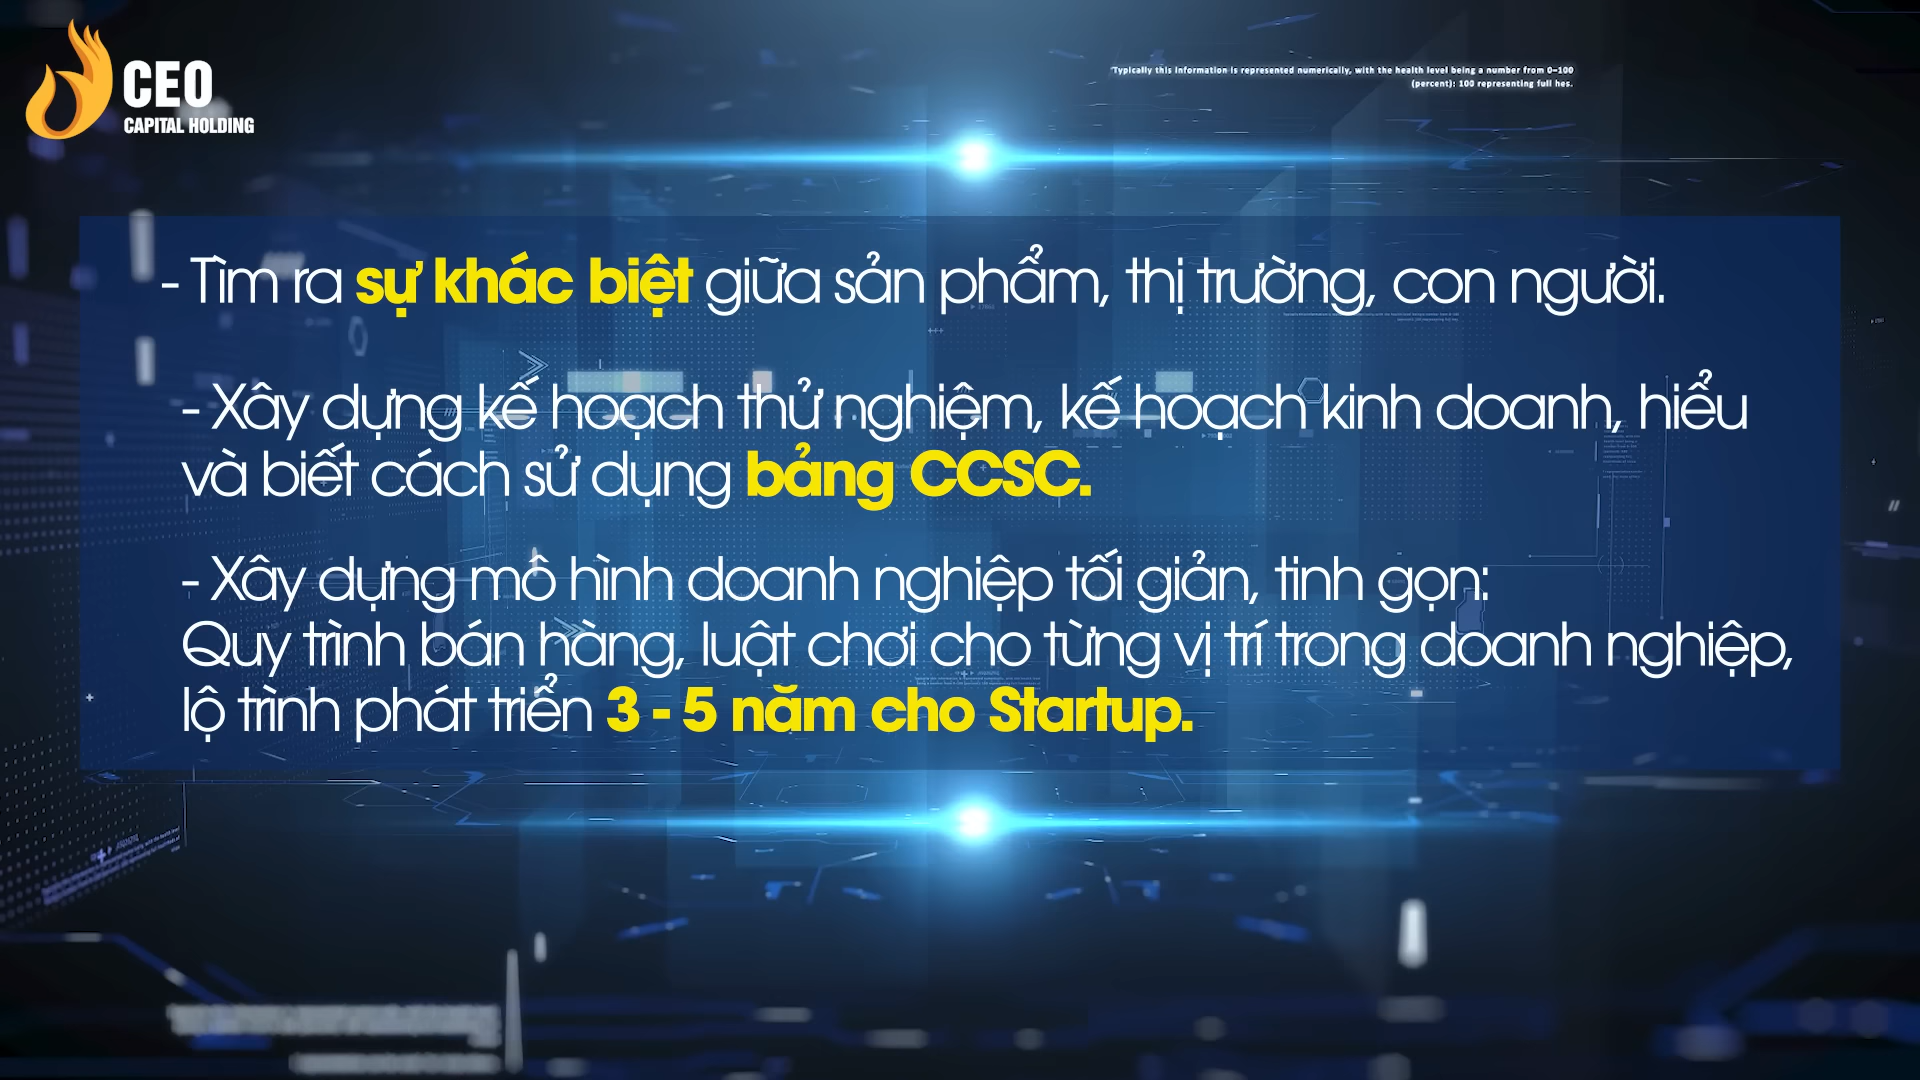 CEO
CAPITAL HOLDING
"Typically this information is represented numerically, with the health level being a number from 0-100
(percent): 100 representing full hes.
- Tìm ra sự khác biệt giữa sản phẩm, thị trường, con người.
- Xây dựng kế hoạch thử nghiệm, kế hoạch kinh doanh, hiểu
và biết cách sử dụng bảng CCSC.
- Xây dựng mô hình doanh nghiệp tối giản, tinh gọn:
Quy trình bán hàng, luật chơi cho từng vị trí trong doanh nghiệp,
lộ trình phát triển 3 - 5 năm cho Startup.